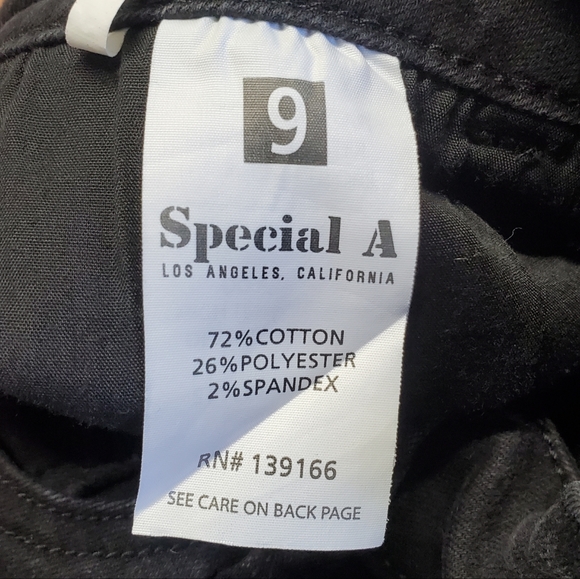 9
Special A
LOS ANGELES, CALIFORNIA
72%COTTON
26%POLYESTER
2%SPANDEX
RN# 139166
SEE CARE ON BACK PAGE